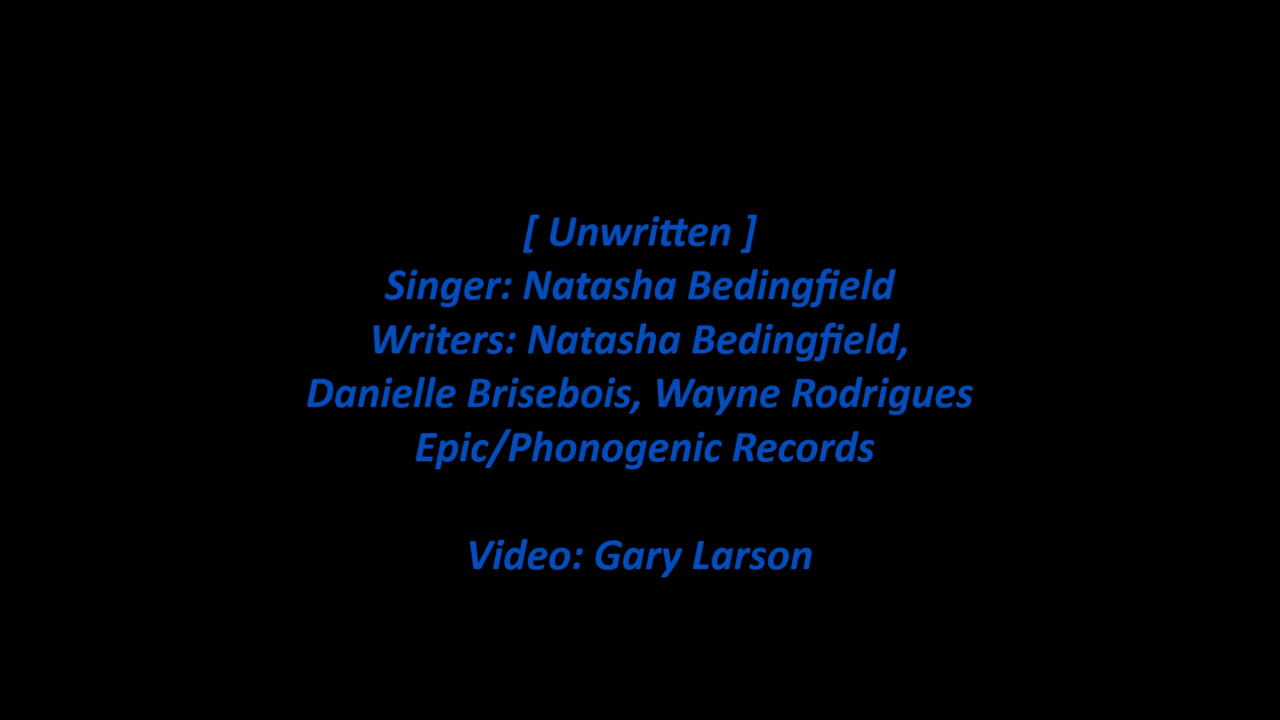 [ Unwritten ]
Singer: Natasha Bedingfield
Writers: Natasha Bedingfield,
Danielle Brisebois, Wayne Rodrigues
Epic/Phonogenic Records
Video: Gary Larson